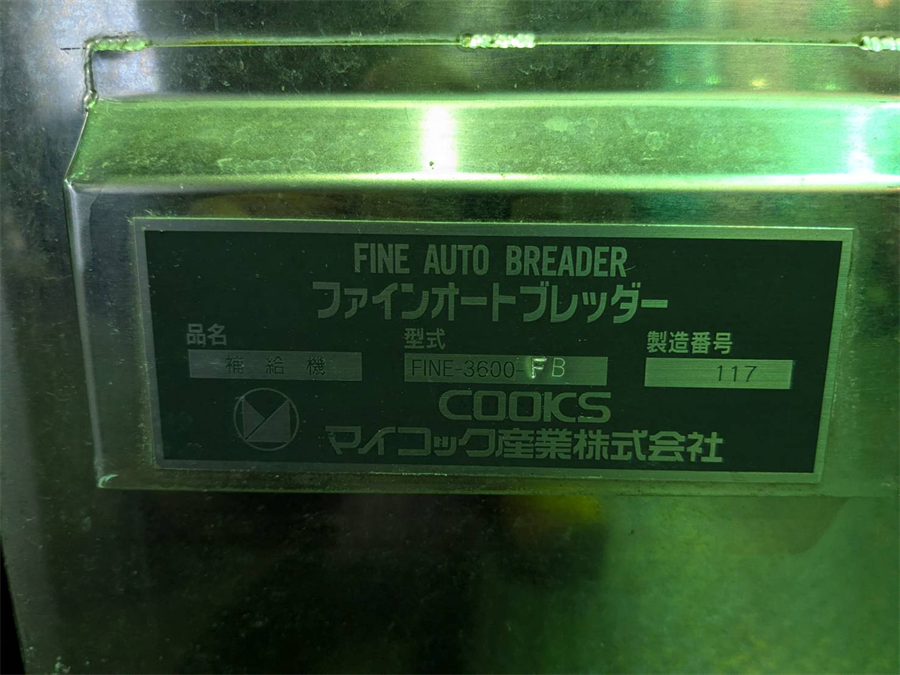 FINE AUTO BREADER
ファインオートブレッダー
品名 型式 製造番号
補給機 FINE-3600-FB 117
COOKS
マイコック産業株式会社